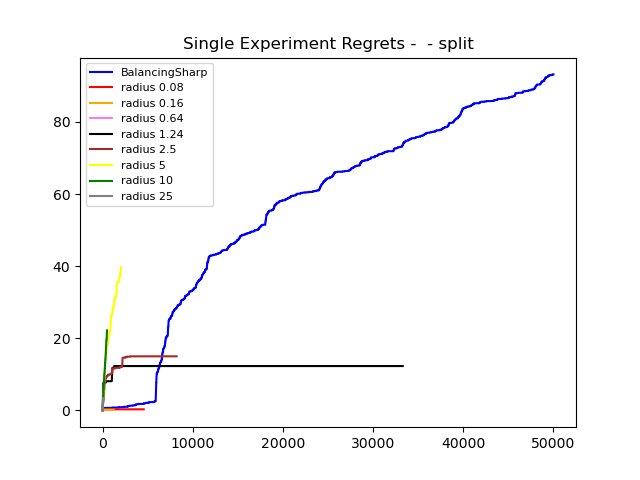 Single Experiment Regrets -  - split
BalancingSharp
radius 0.08
radius 0.16
radius 0.64
radius 1.24
radius 2.5
radius 5
radius 10
radius 25
80
60
40
20
0
0 10000 20000 30000 40000 50000